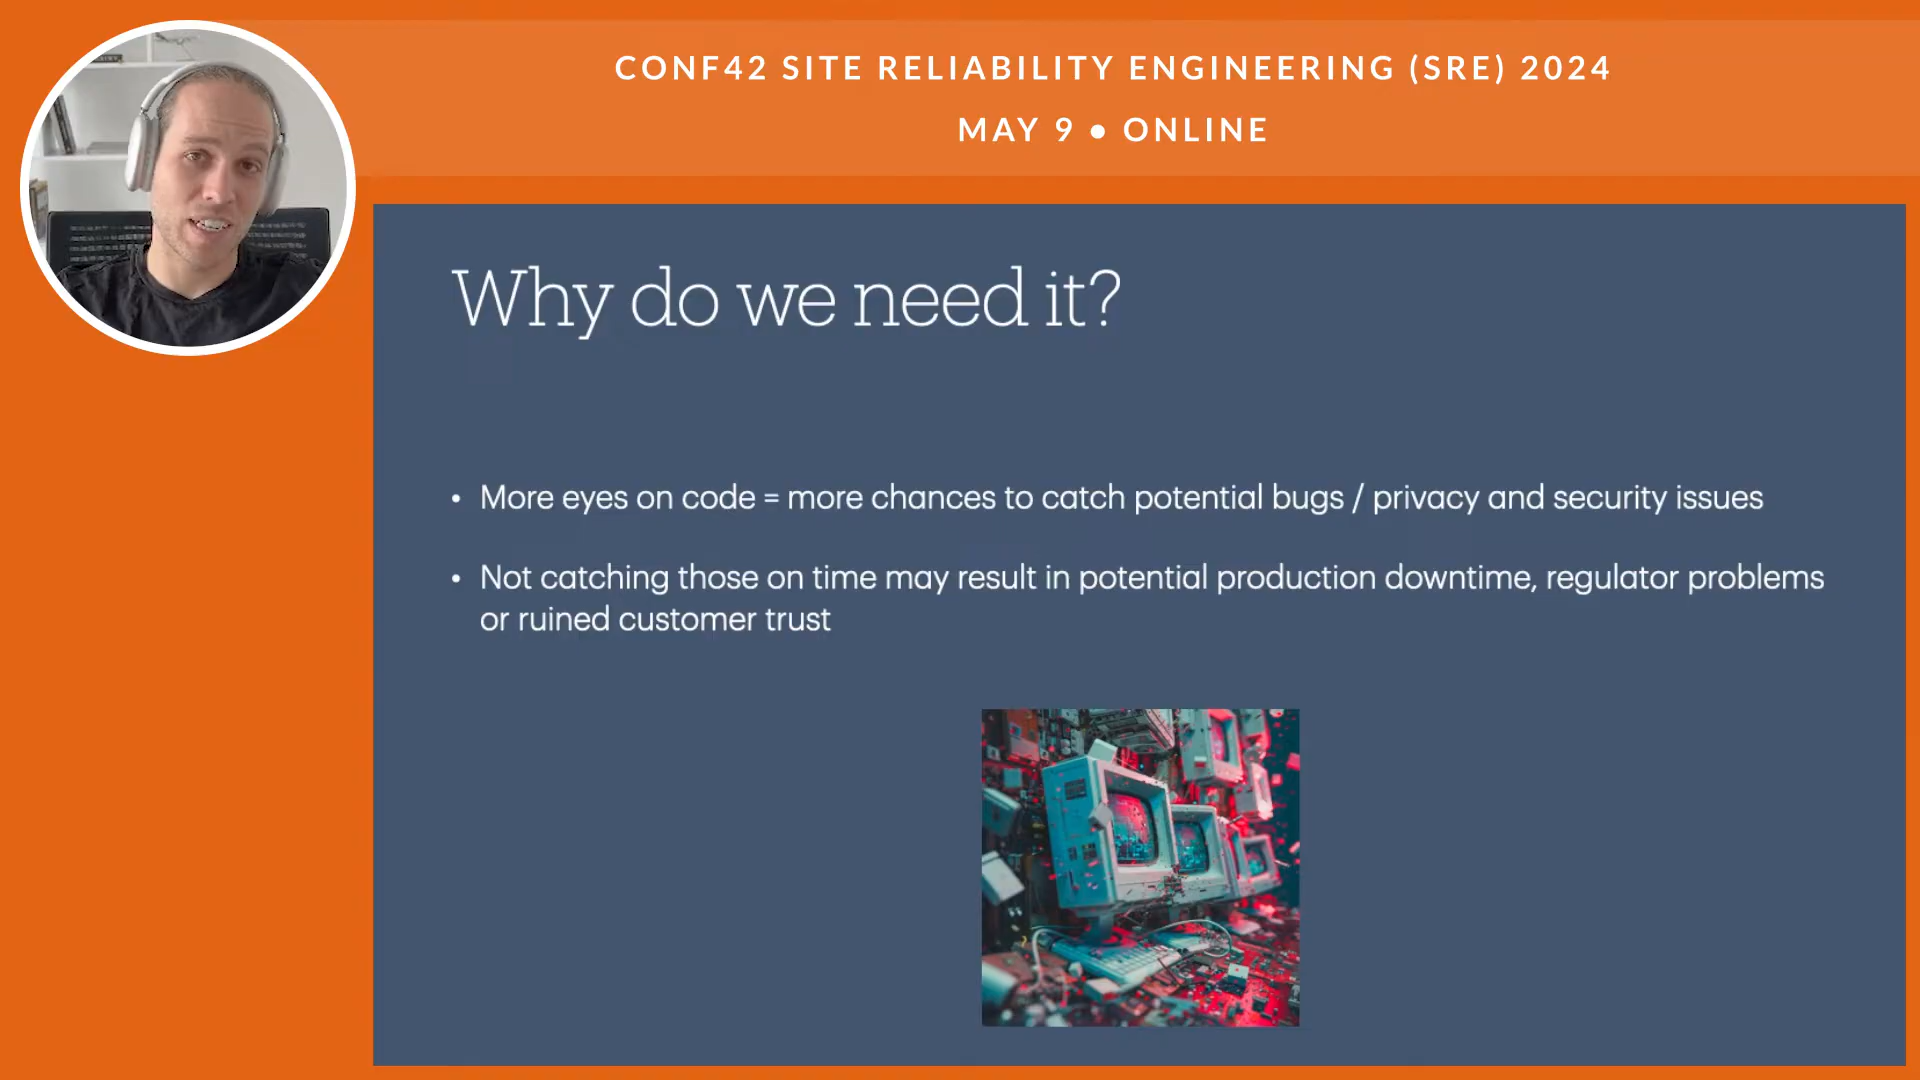 CONF42 SITE RELIABILITY ENGINEERING (SRE) 2024
MAY 9 ● ONLINE
Why do we need it?
• More eyes on code = more chances to catch potential bugs / privacy and security issues
• Not catching those on time may result in potential production downtime, regulator problems
or ruined customer trust